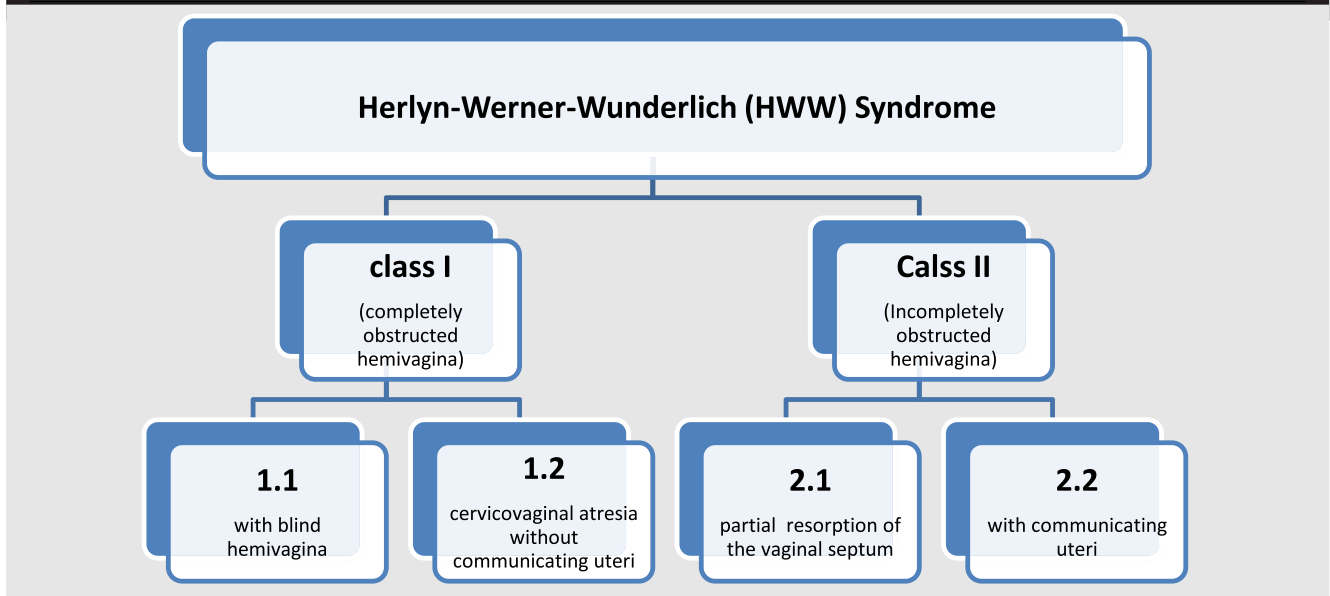 Herlyn-Werner-Wunderlich (HWW) Syndrome
class I
(completely
obstructed
hemivagina)
Calss II
(Incompletely
obstructed
hemivagina)
1.1
with blind
hemivagina
1.2
cervicovaginal atresia
without
communicating uteri
2.1
partial  resorption of
the vaginal septum
2.2
with communicating
uteri